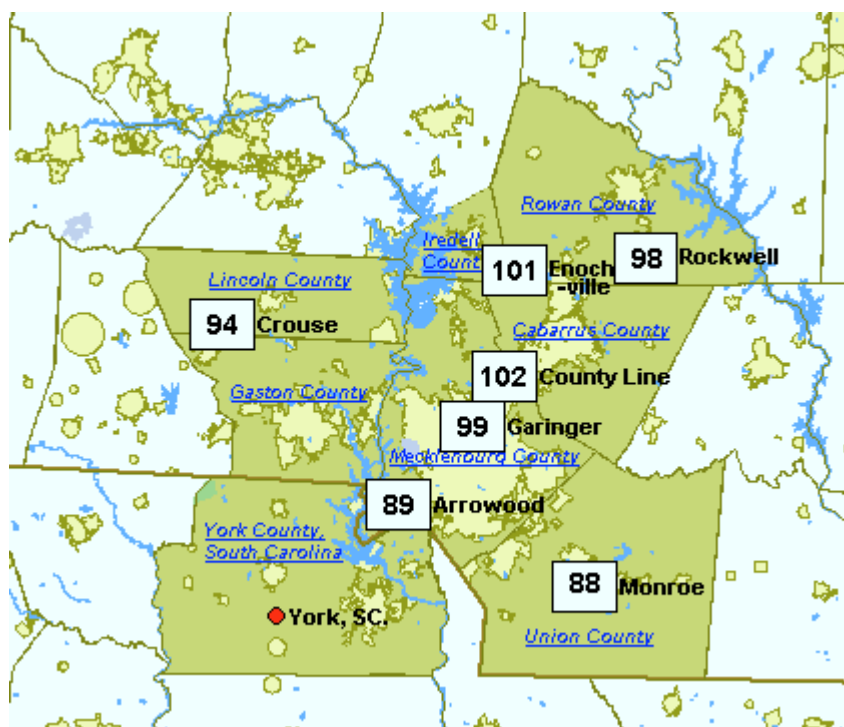 Rowan County
Iredell
Count
101
Enoch
-ville
98
Rockwell
Lincoln County
94
Crouse
Cabarrus County
102
County Line
Gaston County
99
Garinger
Mecklenburg County
89
Arrowood
York County,
South Carolina
88
Monroe
York, SC.
Union County